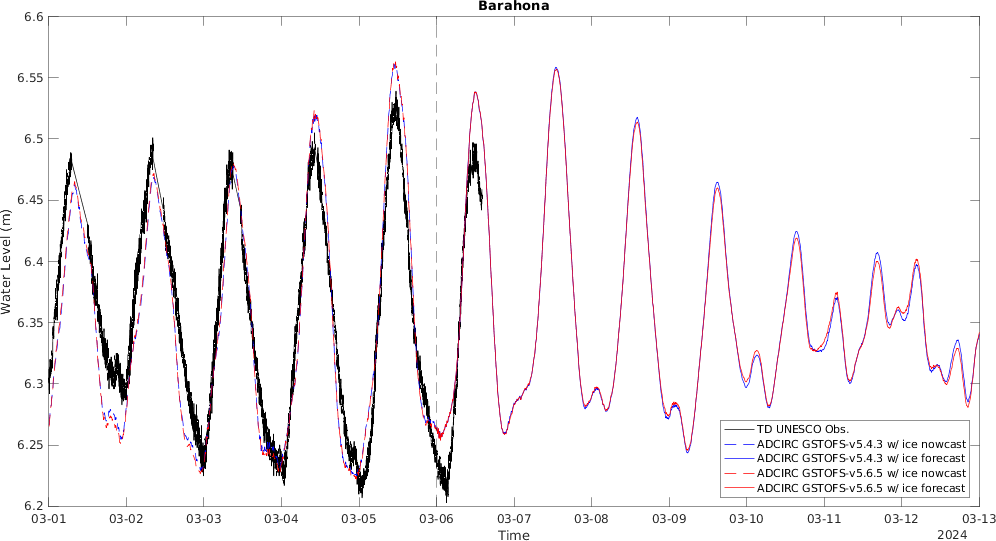 Barahona
6.6
6.55
6.5
6.45
6.4
6.35
6.3
6.25
6.2
Water Level (m)
TD UNESCO Obs.
ADCIRC GSTOFS-v5.4.3 w/ ice nowcast
ADCIRC GSTOFS-v5.4.3 w/ ice forecast
ADCIRC GSTOFS-v5.6.5 w/ ice nowcast
ADCIRC GSTOFS-v5.6.5 w/ ice forecast
03-01 03-02 03-03 03-04 03-05 03-06 03-07 03-08 03-09 03-10 03-11 03-12 03-13
Time
2024